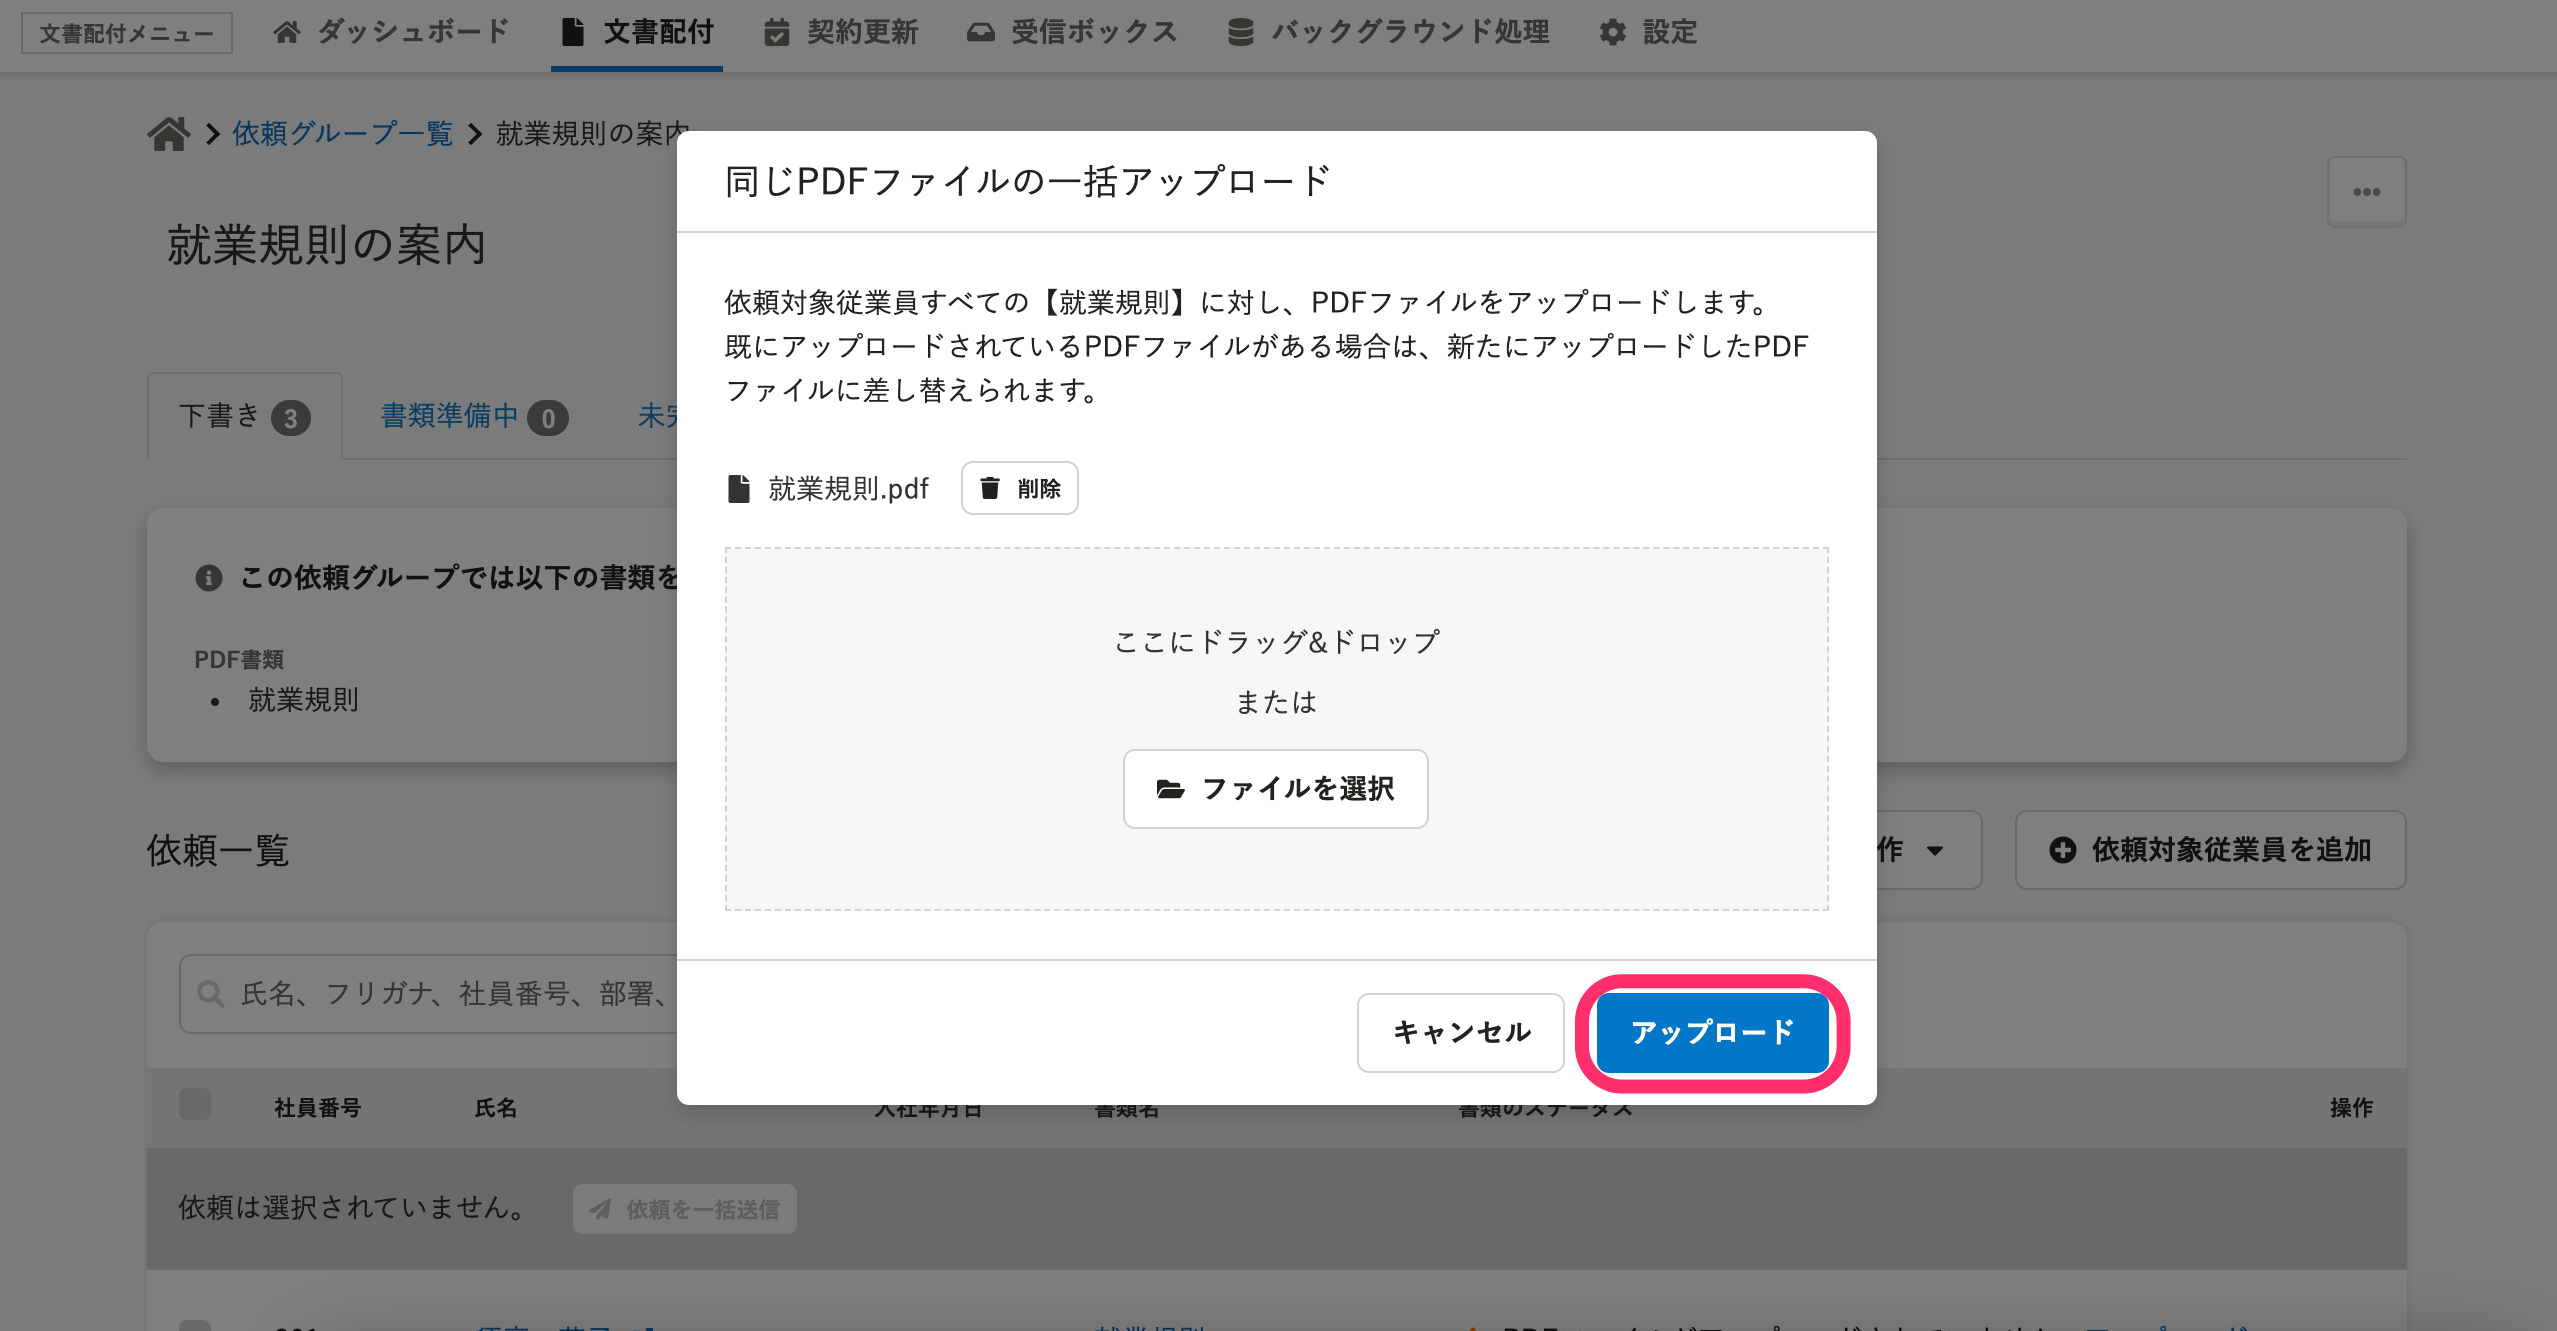 文書配付メニュー
ダッシュボード
文書配付
契約更新
受信ボックス
バックグラウンド処理
設定
依頼グループ一覧
就業規則の案内
就業規則の案内
下書き 3
書類準備中 0
未完
この依頼グループでは以下の書類を
PDF書類
• 就業規則
同じPDFファイルの一括アップロード
依頼対象従業員すべての【就業規則】に対し、PDFファイルをアップロードします。
既にアップロードされているPDFファイルがある場合は、新たにアップロードしたPDF
ファイルに差し替えられます。
就業規則.pdf
削除
ここにドラッグ&ドロップ
または
ファイルを選択
キャンセル
アップロード
依頼一覧
作
依頼対象従業員を追加
氏名、フリガナ、社員番号、部署、
社員番号
氏名
入社年月日
書類名
書類のステータス
操作
依頼は選択されていません。
依頼を一括送信